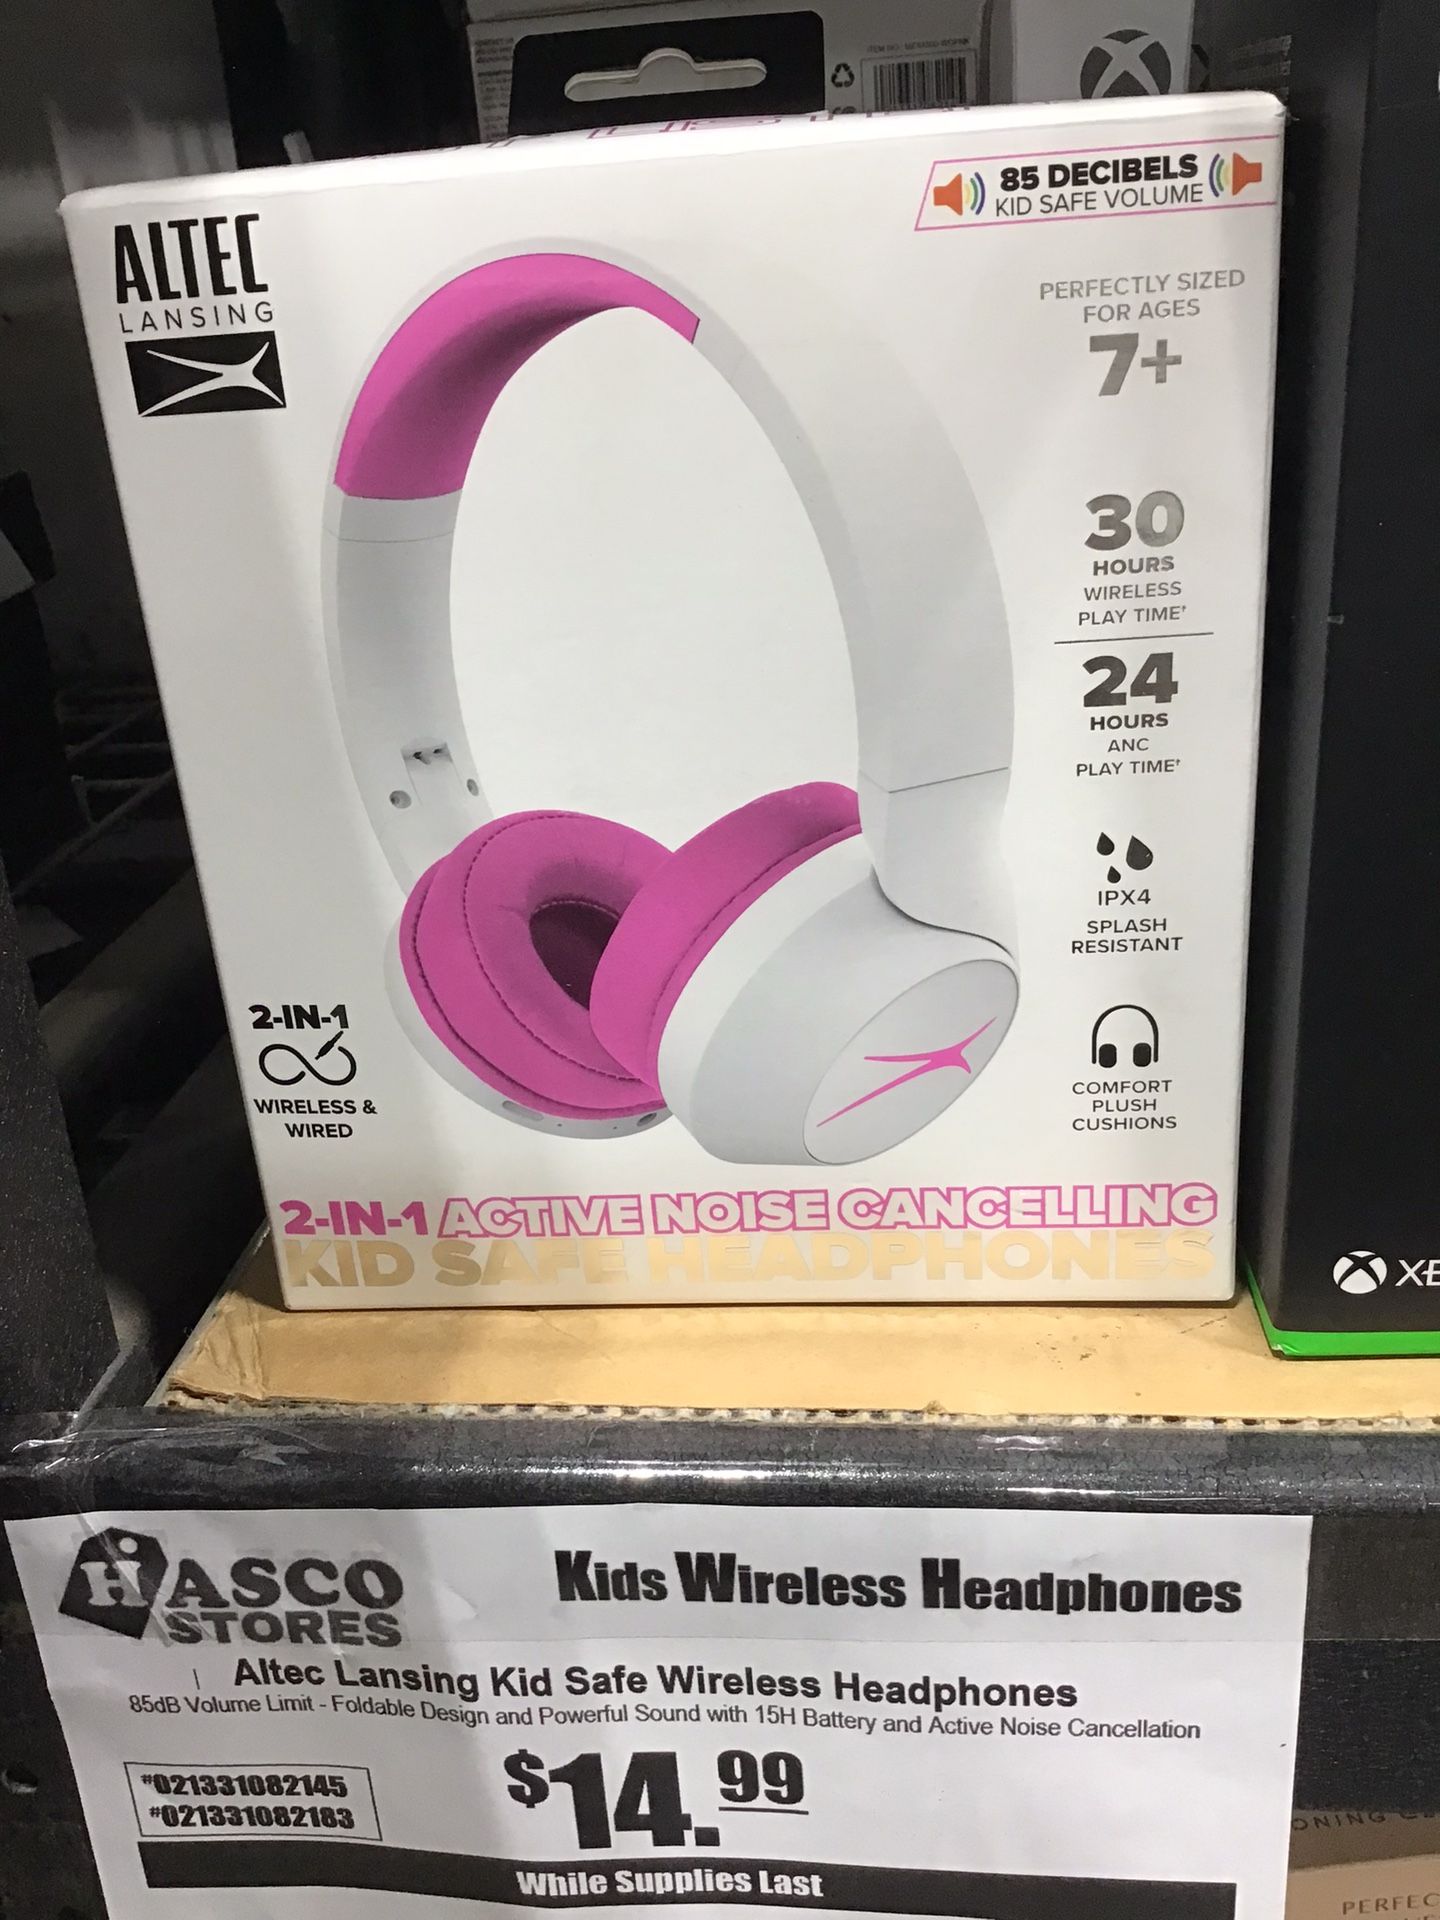 ALTEC
LANSING
85 DECIBELS
KID SAFE VOLUME
PERFECTLY SIZED
FOR AGES
7+
30
HOURS
WIRELESS
PLAY TIME†
24
HOURS
ANC
PLAY TIME†
IPX4
SPLASH
RESISTANT
COMFORT
PLUSH
CUSHIONS
2-IN-1
WIRELESS &
WIRED
2-IN-1 ACTIVE NOISE CANCELLING
KID SAFE HEADPHONES
HASCO
STORES
Kids Wireless Headphones
Altec Lansing Kid Safe Wireless Headphones
85dB Volume Limit - Foldable Design and Powerful Sound with 15H Battery and Active Noise Cancellation
#021331082145
#021331082183
$14.99
While Supplies Last